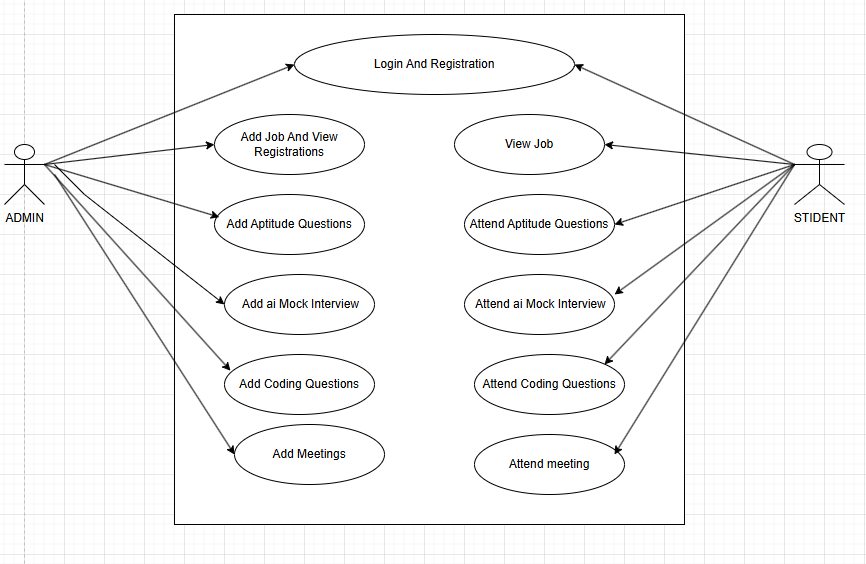 Login And Registration
Add Job And View
Registrations
View Job
ADMIN
STIDENT
Add Aptitude Questions
Attend Aptitude Questions
Add ai Mock Interview
Attend ai Mock Interview
Add Coding Questions
Attend Coding Questions
Add Meetings
Attend meeting